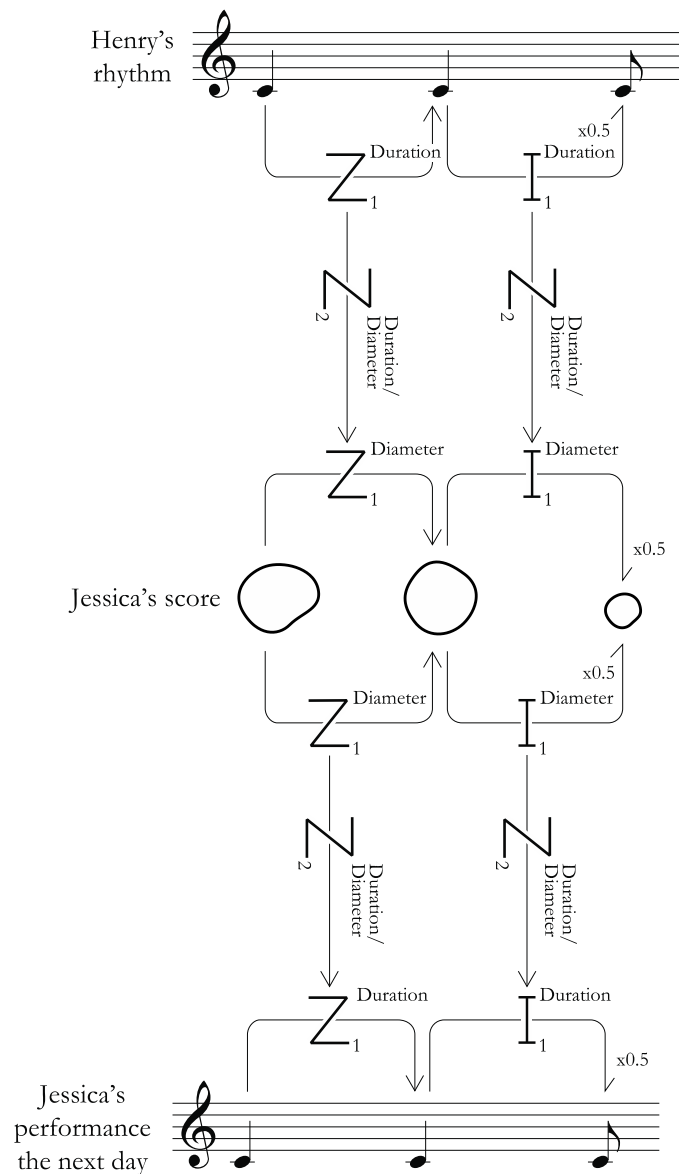 Henry's
rhythm
x0.5
Z Duration I Duration
1 1
Z Z
2 2
Duration/ Duration/
Diameter Diameter
Z Diameter I Diameter
1 1
x0.5
Jessica's score
x0.5
Z Diameter I Diameter
1 1
Z Z
2 2
Duration/ Duration/
Diameter Diameter
Z Duration I Duration
1 1
x0.5
Jessica's
performance
the next day